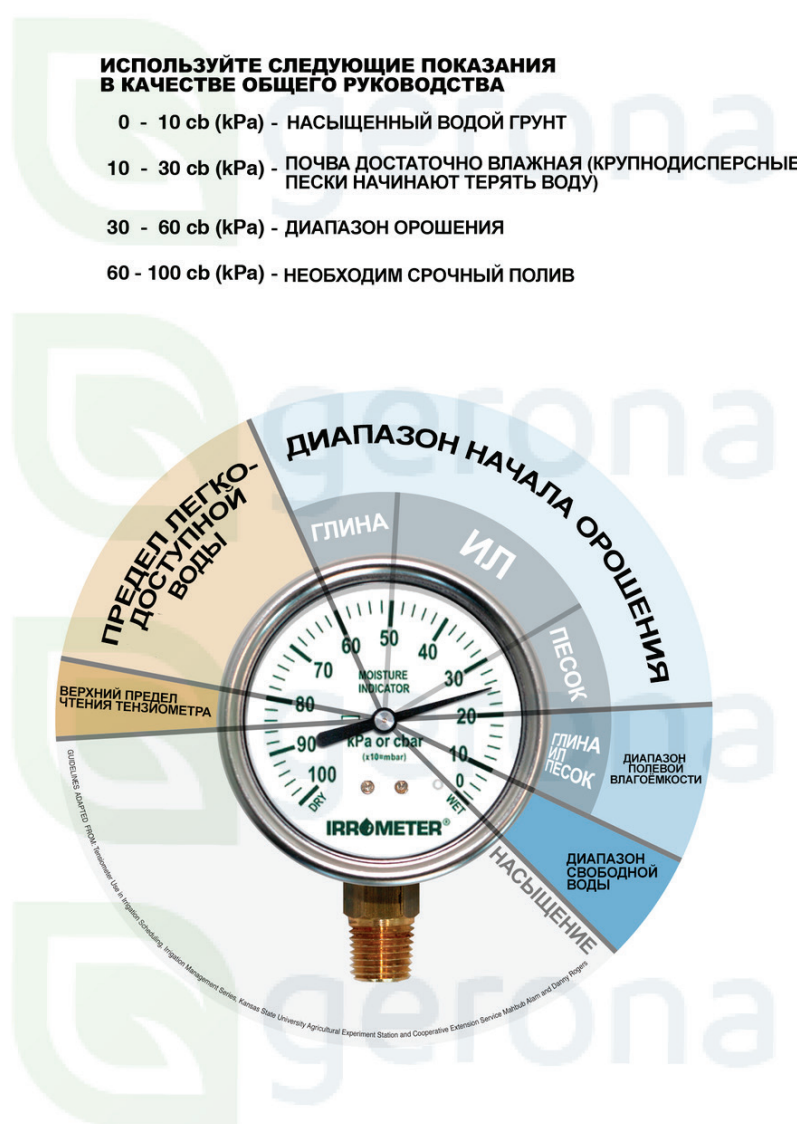 ИСПОЛЬЗУЙТЕ СЛЕДУЮЩИЕ ПОКАЗАНИЯ
В КАЧЕСТВЕ ОБЩЕГО РУКОВОДСТВА
0 - 10 cb (kPa) - НАСЫЩЕННЫЙ ВОДОЙ ГРУНТ
10 - 30 cb (kPa) - ПОЧВА ДОСТАТОЧНО ВЛАЖНАЯ (КРУПНОДИСПЕРСНЫЕ
ПЕСКИ НАЧИНАЮТ ТЕРЯТЬ ВОДУ)
30 - 60 cb (kPa) - ДИАПАЗОН ОРОШЕНИЯ
60 - 100 cb (kPa) - НЕОБХОДИМ СРОЧНЫЙ ПОЛИВ
gerona
gerona
gerona
ДИАПАЗОН НАЧАЛА ОРОШЕНИЯ
ПРЕДЕЛ ЛЕГКО-
ДОСТУПНОЙ
ВОДЫ
ГЛИНА
ИЛ
ПЕСОК
ВЕРХНИЙ ПРЕДЕЛ
ЧТЕНИЯ ТЕНЗИОМЕТРА
ГЛИНА
ИЛ
ПЕСОК
ДИАПАЗОН
ПОЛЕВОЙ
ВЛАГОЁМКОСТИ
ДИАПАЗОН
СВОБОДНОЙ
ВОДЫ
НАСЫЩЕНИЕ
60 50 40
70 30
80 20
90 10
100 0
MOISTURE
INDICATOR
kPa or cbar
(x10=mbar)
DRY
WET
IRROMETER®
GUIDELINES ADAPTED FROM: Tensiometer Use in Irrigation Scheduling, Irrigation Management Series, Kansas State University Agricultural Experiment Station and Cooperative Extension Service Mahbub Alam and Danny Rogers